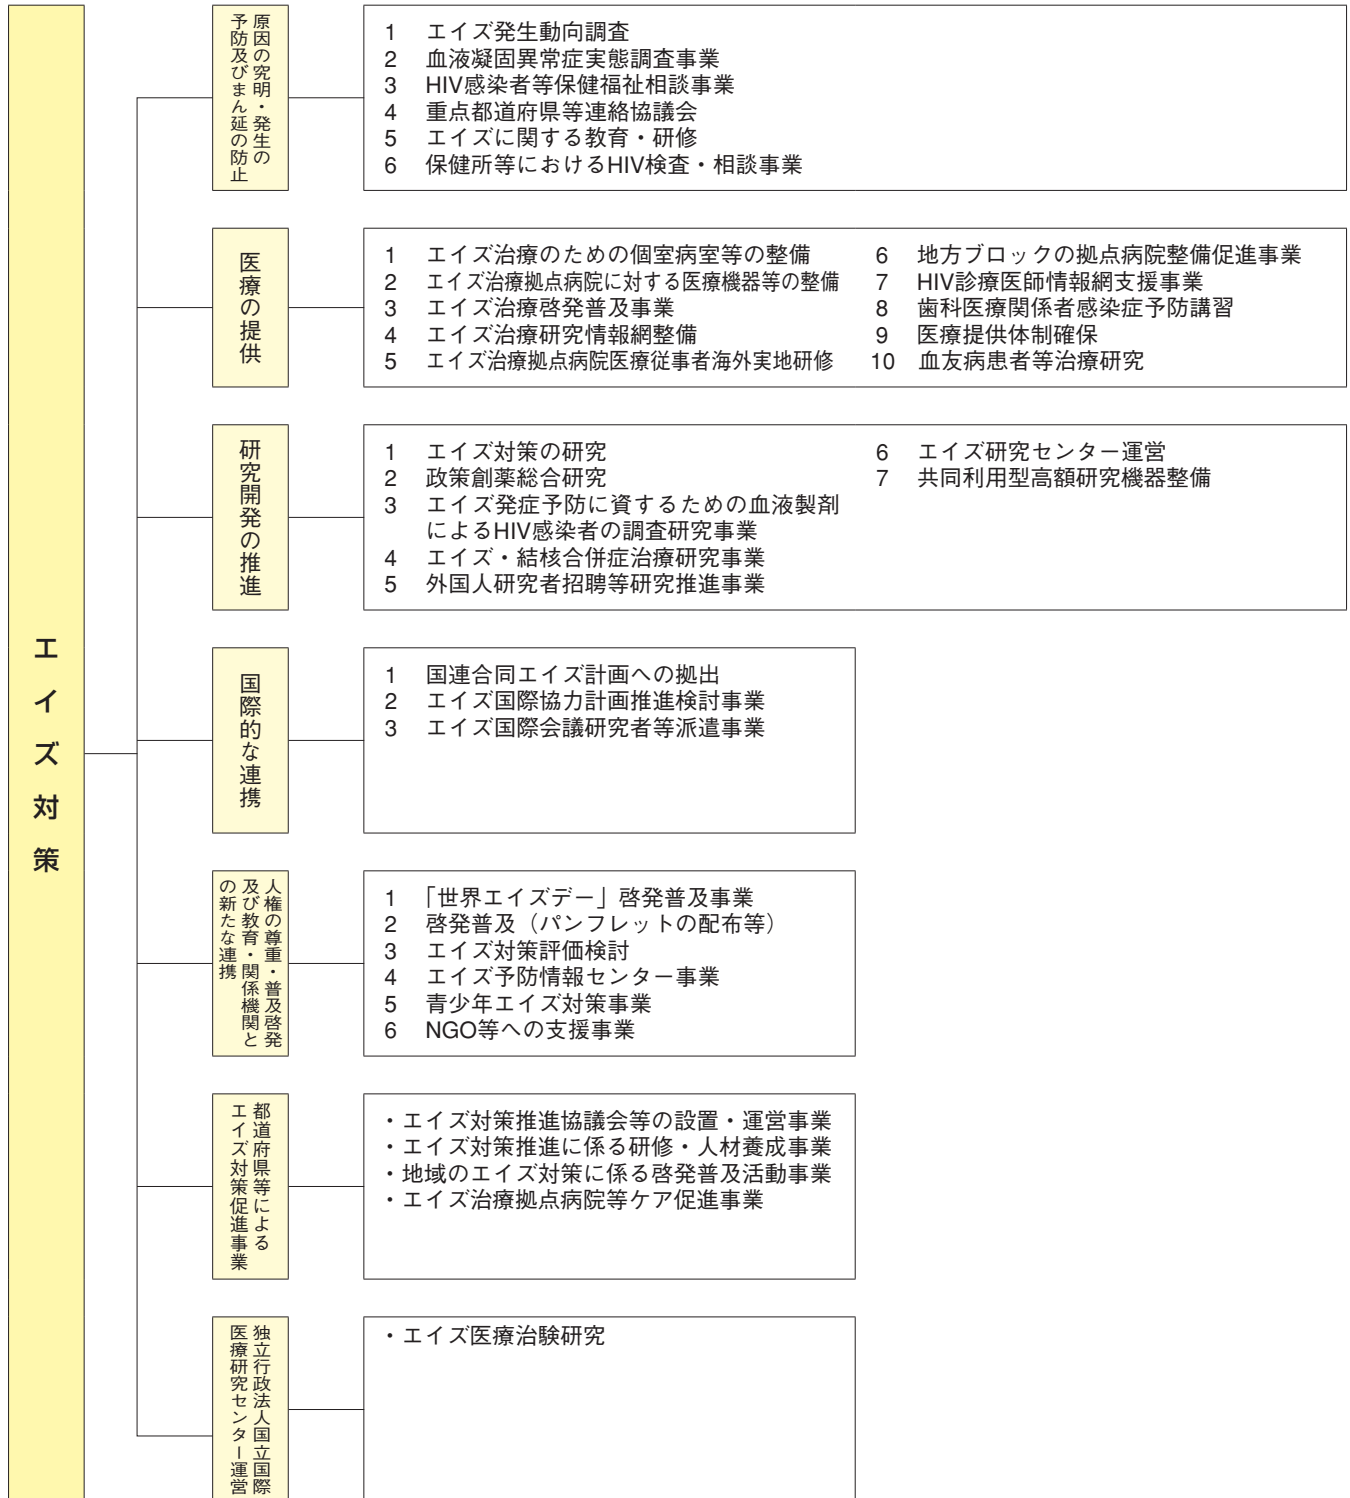 エイズ対策
原因の究明・発生の
予防及びまん延の防止
1 エイズ発生動向調査
2 血液凝固異常症実態調査事業
3 HIV感染者等保健福祉相談事業
4 重点都道府県等連絡協議会
5 エイズに関する教育・研修
6 保健所等におけるHIV検査・相談事業
医療の提供
1 エイズ治療のための個室病室等の整備
2 エイズ治療拠点病院に対する医療機器等の整備
3 エイズ治療啓発普及事業
4 エイズ治療研究情報網整備
5 エイズ治療拠点病院医療従事者海外実地研修
6 地方ブロックの拠点病院整備促進事業
7 HIV診療医師情報網支援事業
8 歯科医療関係者感染症予防講習
9 医療提供体制確保
10 血友病患者等治療研究
研究開発の推進
1 エイズ対策の研究
2 政策創薬総合研究
3 エイズ発症予防に資するための血液製剤
によるHIV感染者の調査研究事業
4 エイズ・結核合併症治療研究事業
5 外国人研究者招聘等研究推進事業
6 エイズ研究センター運営
7 共同利用型高額研究機器整備
国際的な連携
1 国連合同エイズ計画への拠出
2 エイズ国際協力計画推進検討事業
3 エイズ国際会議研究者等派遣事業
人権の尊重・普及啓発
及び教育・関係機関と
の新たな連携
1 「世界エイズデー」啓発普及事業
2 啓発普及（パンフレットの配布等）
3 エイズ対策評価検討
4 エイズ予防情報センター事業
5 青少年エイズ対策事業
6 NGO等への支援事業
都道府県等による
エイズ対策促進事業
・エイズ対策推進協議会等の設置・運営事業
・エイズ対策推進に係る研修・人材養成事業
・地域のエイズ対策に係る啓発普及活動事業
・エイズ治療拠点病院等ケア促進事業
独立行政法人国立国際
医療研究センター運営
・エイズ医療治験研究